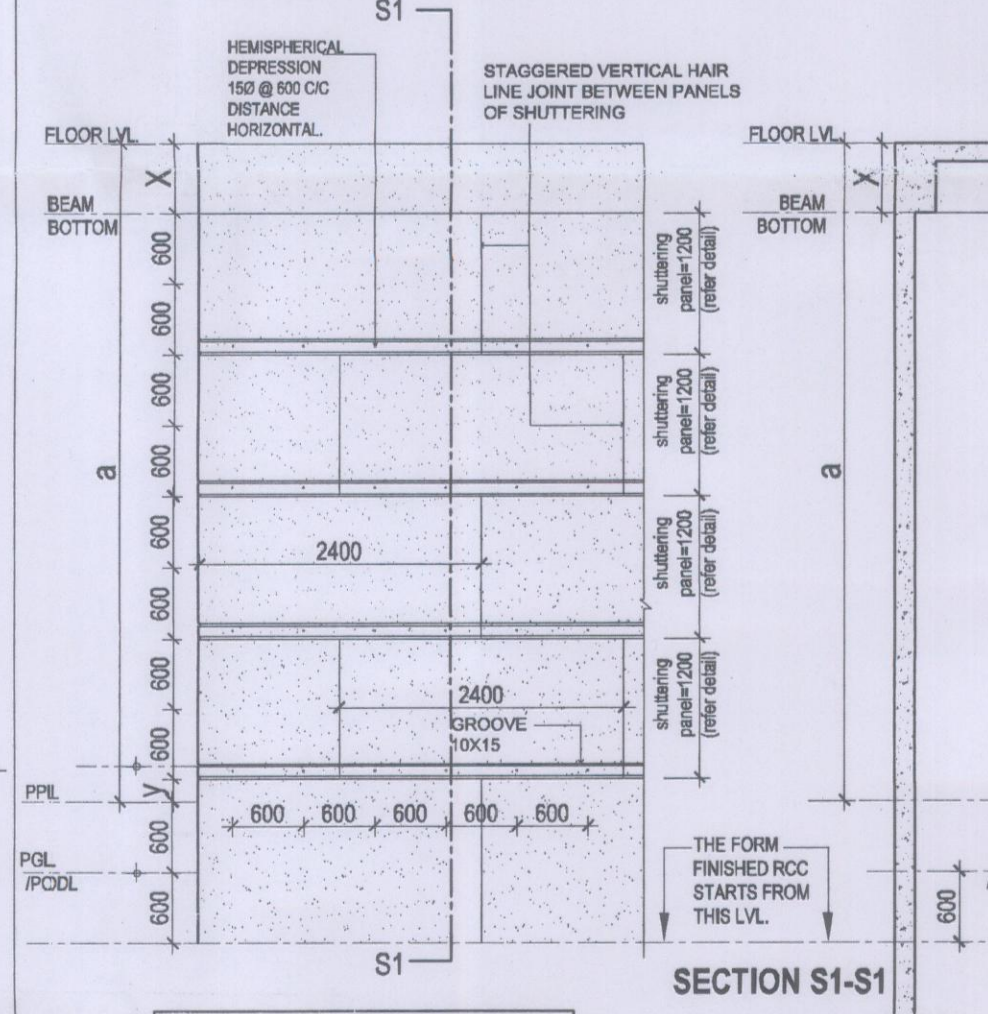 S1
HEMISPHERICAL
DEPRESSION
15Ø @ 600 C/C
DISTANCE
HORIZONTAL.
STAGGERED VERTICAL HAIR
LINE JOINT BETWEEN PANELS
OF SHUTTERING
FLOOR LVL.
FLOOR LVL.
X
X
BEAM
BOTTOM
BEAM
BOTTOM
600
600
shuttering
panel=1200
(refer detail)
600
600
shuttering
panel=1200
(refer detail)
a
a
600
600
2400
shuttering
panel=1200
(refer detail)
600
600
2400
shuttering
panel=1200
(refer detail)
GROOVE
10X15
PPIL
y
600
600
600
600
600
600
PGL
/PODL
600
THE FORM
FINISHED RCC
STARTS FROM
THIS LVL.
600
S1
SECTION S1-S1